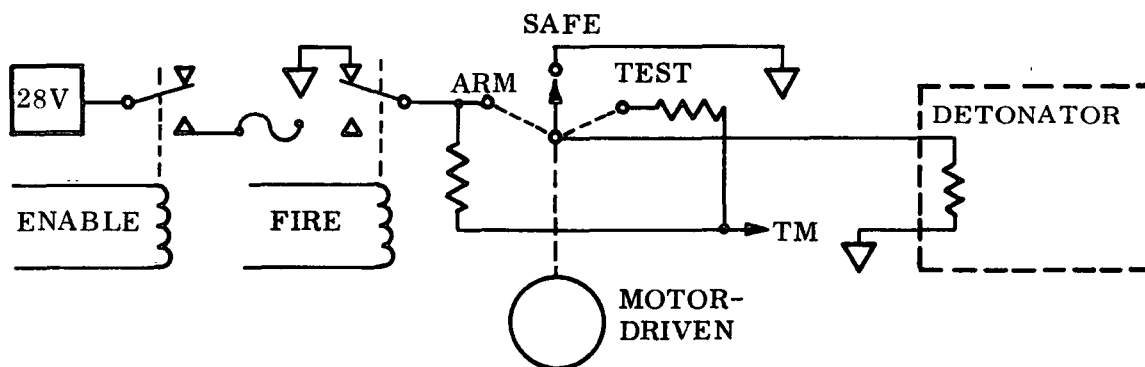 SAFE
28V
ARM
TEST
DETONATOR
ENABLE
FIRE
TM
MOTOR-
DRIVEN